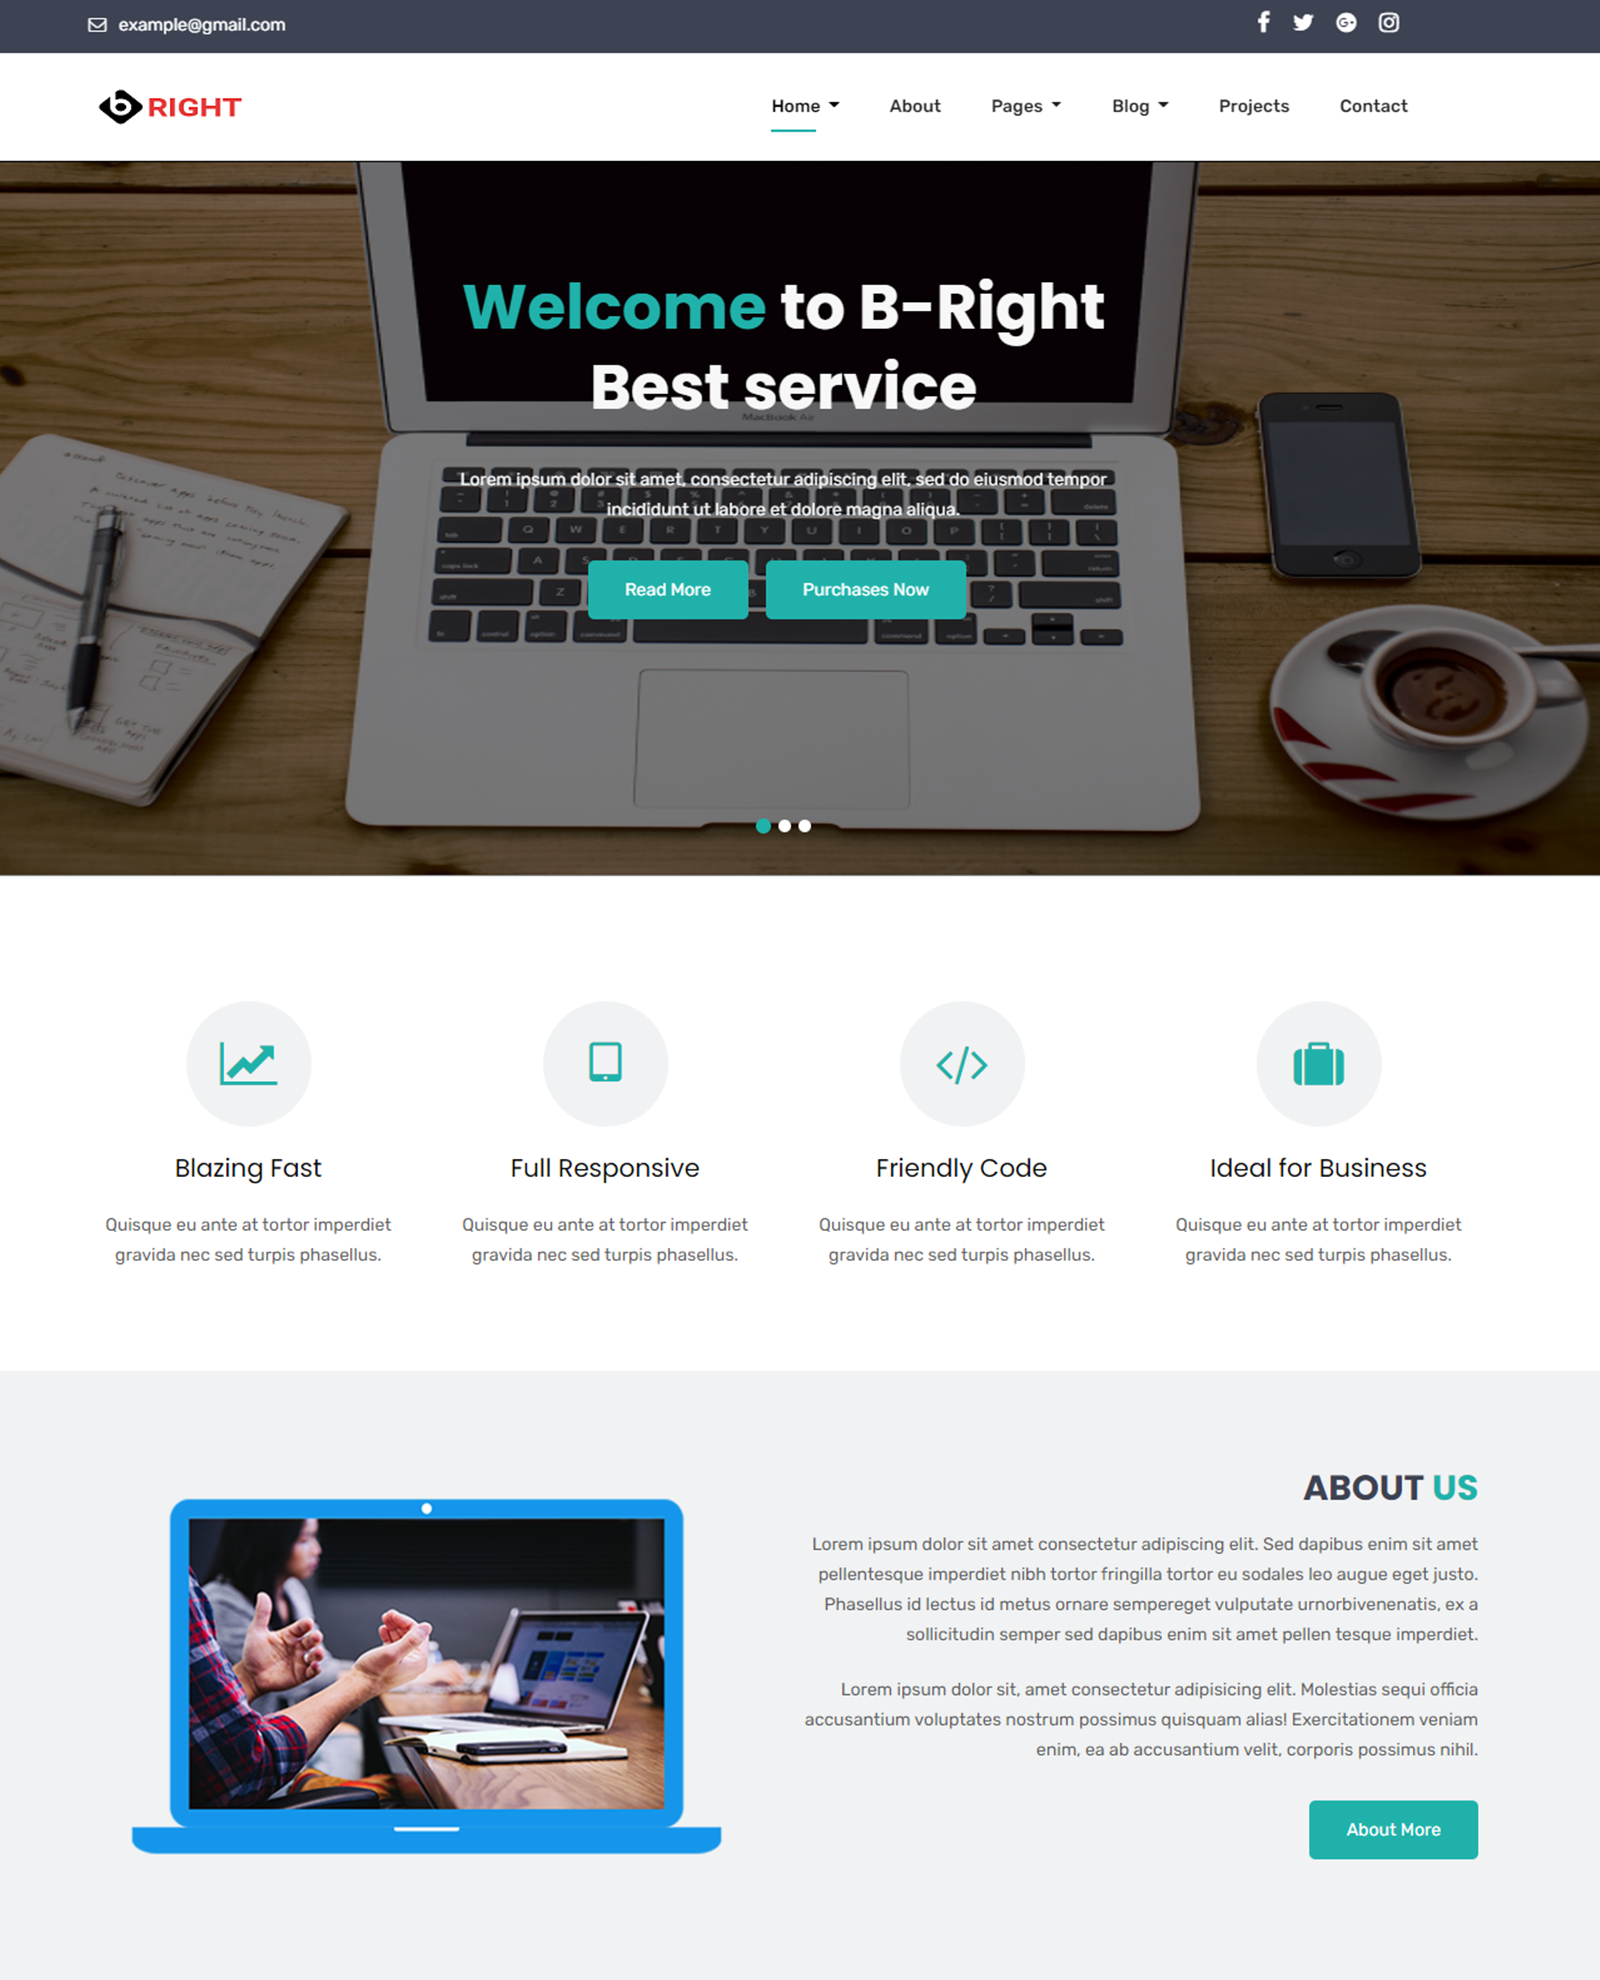 example@gmail.com
b RIGHT
Home About Pages Blog Projects Contact
Welcome to B-Right
Best service
MacBook Air
Lorem ipsum dolor sit amet, consectetur adipiscing elit, sed do eiusmod tempor
incididunt ut labore et dolore magna aliqua.
Read More Purchases Now
Blazing Fast
Quisque eu ante at tortor imperdiet
gravida nec sed turpis phasellus.
Full Responsive
Quisque eu ante at tortor imperdiet
gravida nec sed turpis phasellus.
Friendly Code
Quisque eu ante at tortor imperdiet
gravida nec sed turpis phasellus.
Ideal for Business
Quisque eu ante at tortor imperdiet
gravida nec sed turpis phasellus.
ABOUT US
Lorem ipsum dolor sit amet consectetur adipiscing elit. Sed dapibus enim sit amet
pellentesque imperdiet nibh tortor fringilla tortor eu sodales leo augue eget justo.
Phasellus id lectus id metus ornare sempereget vulputate urnorbivenenatis, ex a
sollicitudin semper sed dapibus enim sit amet pellen tesque imperdiet.
Lorem ipsum dolor sit, amet consectetur adipisicing elit. Molestias sequi officia
accusantium voluptates nostrum possimus quisquam alias! Exercitationem veniam
enim, ea ab accusantium velit, corporis possimus nihil.
About More